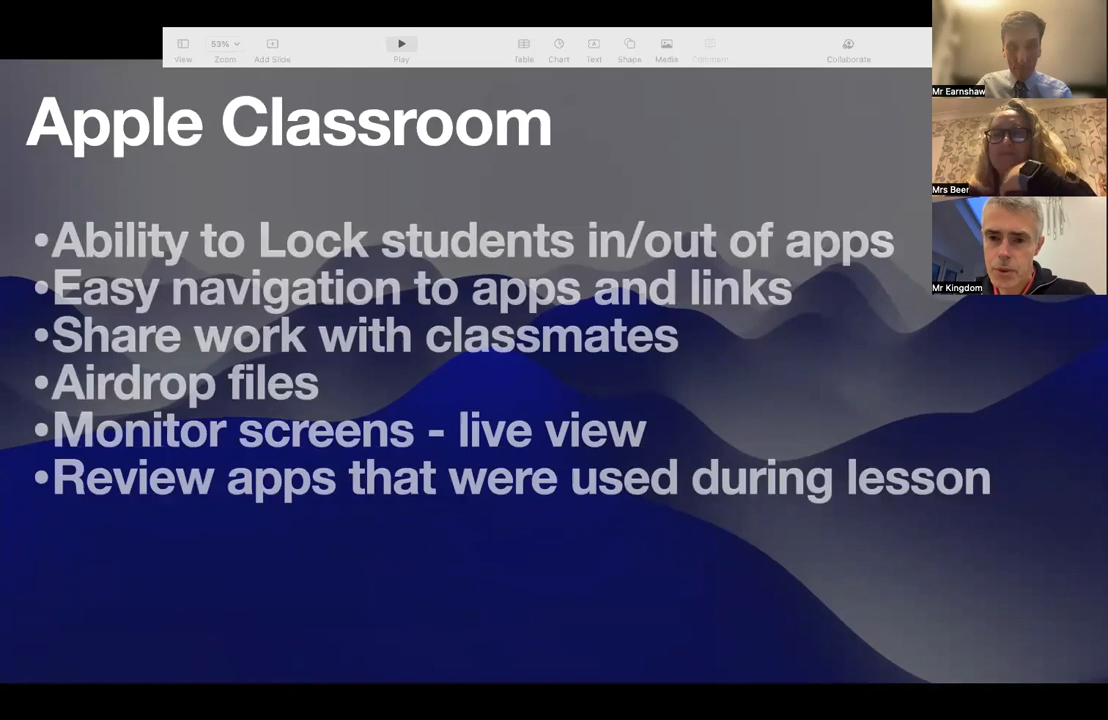 View
53%
Zoom
Add Slide
Play
Table
Chart
Text
Shape
Media
Comment
Collaborate
Mr Earnshaw
Mrs Beer
Mr Kingdom
Apple Classroom
•Ability to Lock students in/out of apps
•Easy navigation to apps and links
•Share work with classmates
•Airdrop files
•Monitor screens - live view
•Review apps that were used during lesson